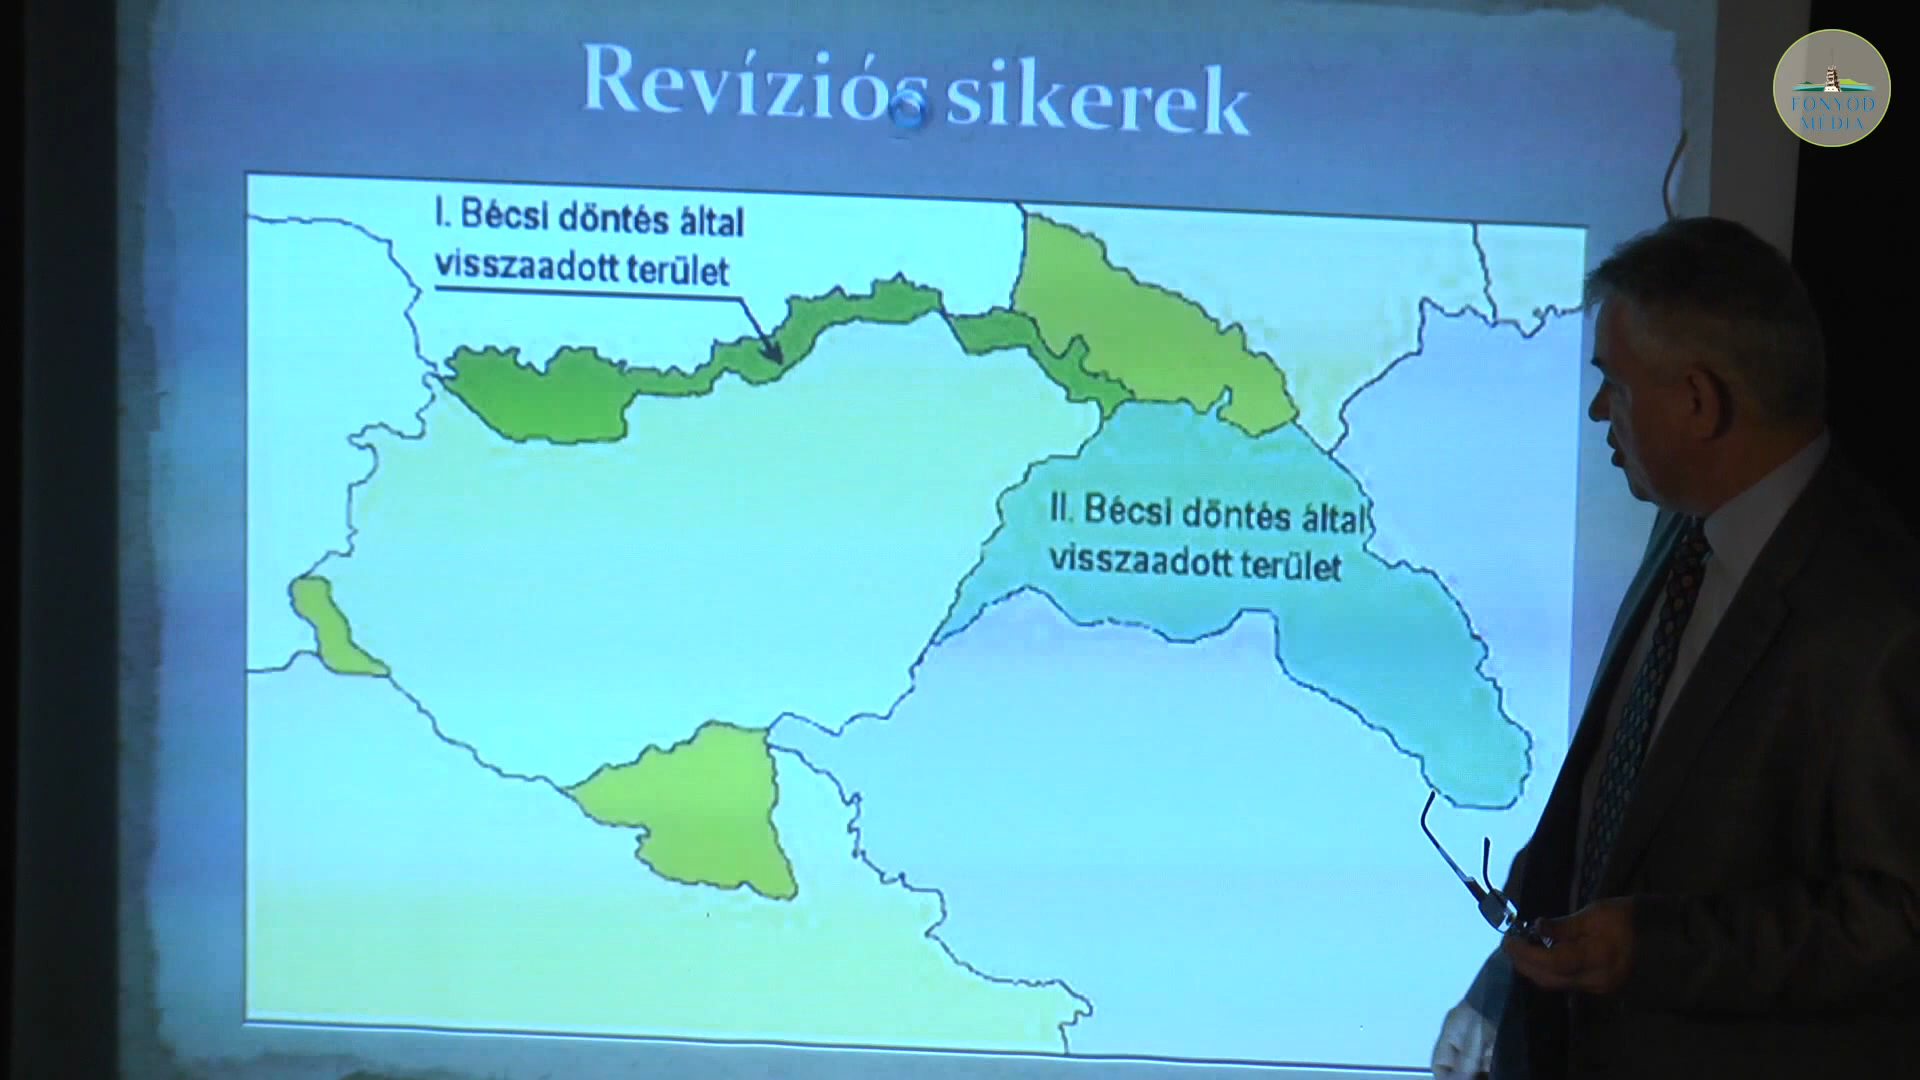 Revíziós sikerek
I. Bécsi döntés által
visszaadott terület
II. Bécsi döntés által
visszaadott terület
FONYÓD
MÉDIA